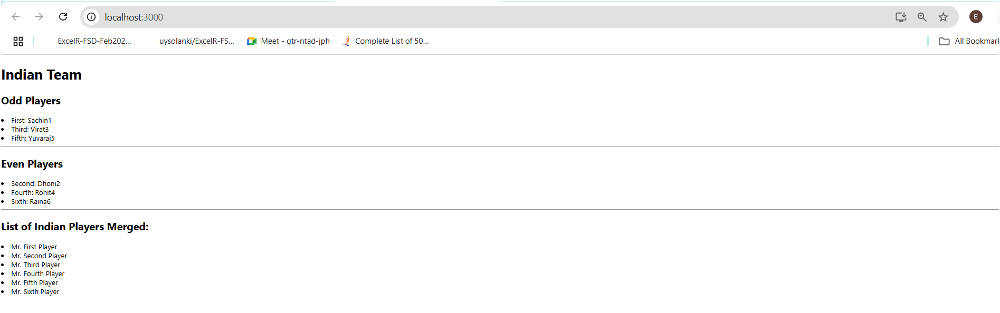 localhost:3000
E
ExcelR-FSD-Feb202... uysolanki/ExcelR-FS... Meet - gtr-ntad-jph Complete List of 50... All Bookmark
Indian Team
Odd Players
First: Sachin1
Third: Virat3
Fifth: Yuvaraj5
Even Players
Second: Dhoni2
Fourth: Rohit4
Sixth: Raina6
List of Indian Players Merged:
Mr. First Player
Mr. Second Player
Mr. Third Player
Mr. Fourth Player
Mr. Fifth Player
Mr. Sixth Player